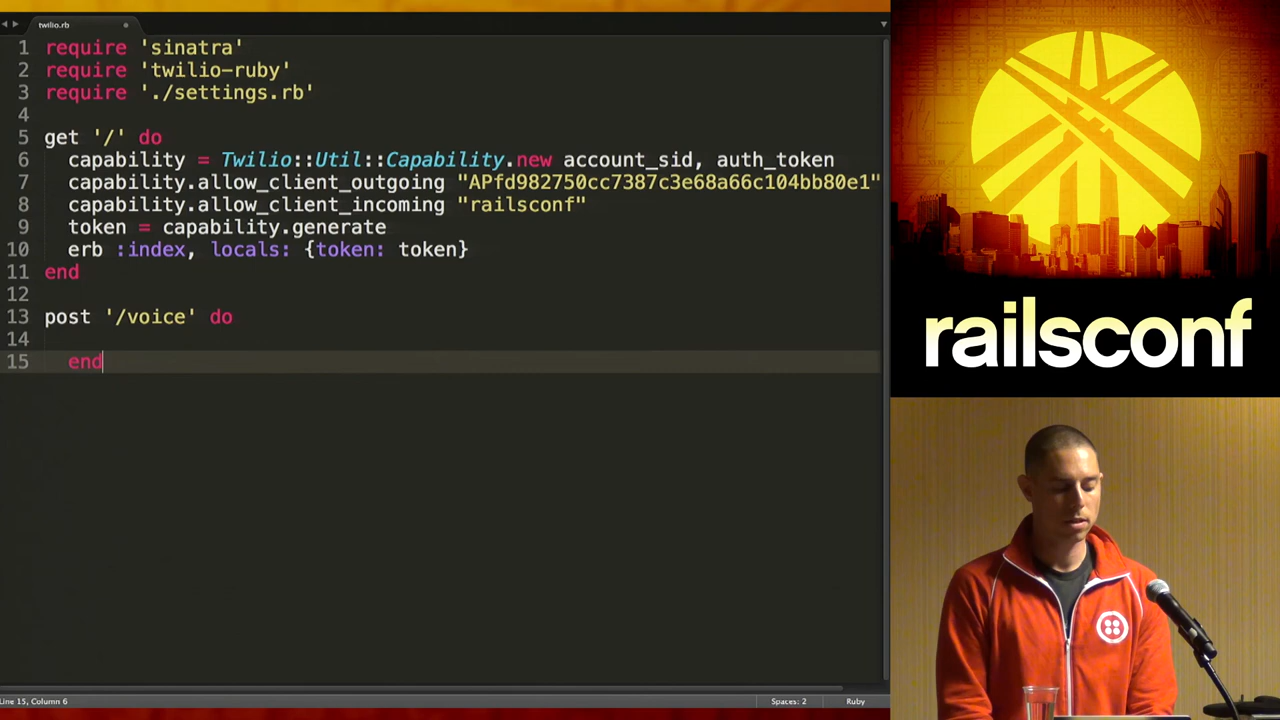 twilio.rb
1 require 'sinatra'
2 require 'twilio-ruby'
3 require './settings.rb'
4
5 get '/' do
6   capability = Twilio::Util::Capability.new account_sid, auth_token
7   capability.allow_client_outgoing "APfd982750cc7387c3e68a66c104bb80e1"
8   capability.allow_client_incoming "railsconf"
9   token = capability.generate
10   erb :index, locals: {token: token}
11 end
12
13 post '/voice' do
14
15   end
Line 15, Column 6
Spaces: 2
Ruby
railsconf